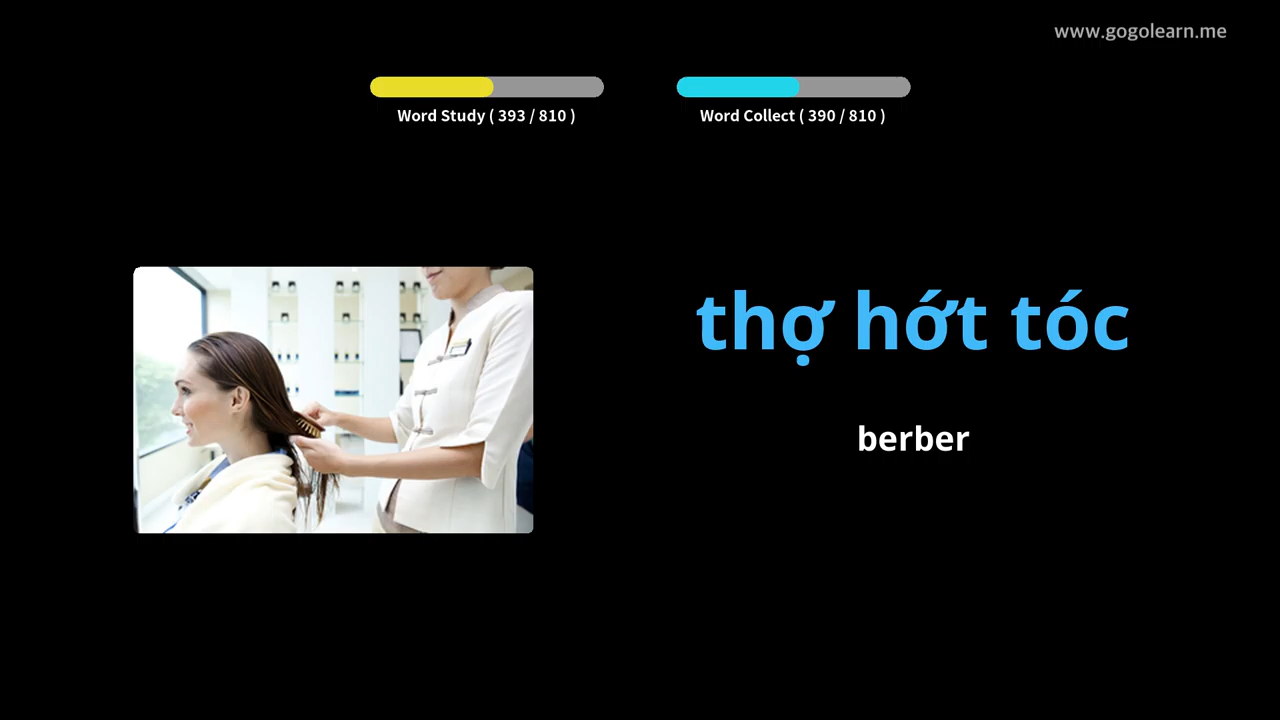 www.gogolearn.me
Word Study ( 393 / 810 )
Word Collect ( 390 / 810 )
thợ hớt tóc
berber